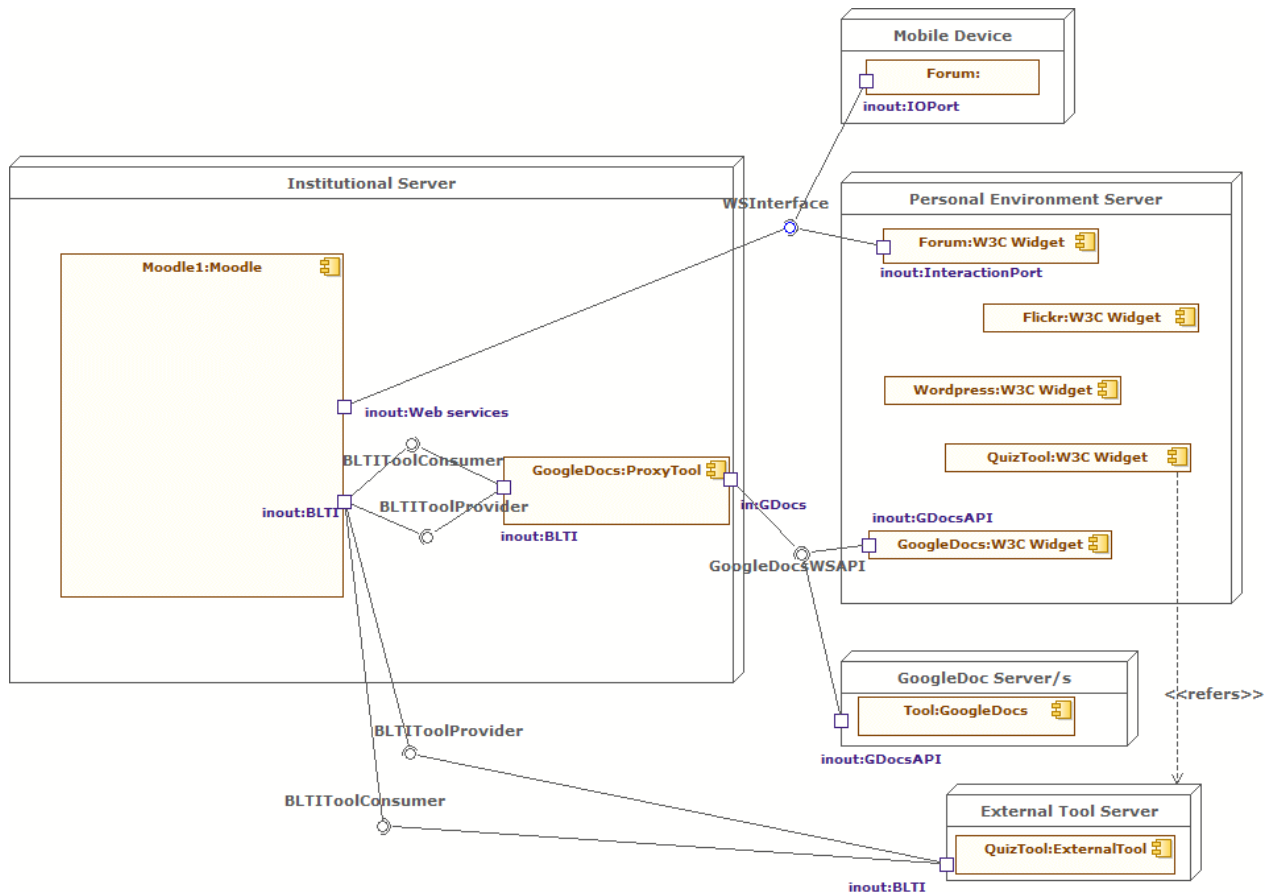 Mobile Device
Forum:
inout:IOPort
Institutional Server
Personal Environment Server
WSInterface
Forum:W3C Widget
inout:InteractionPort
Moodle1:Moodle
Flickr:W3C Widget
Wordpress:W3C Widget
inout:Web services
BLTIToolConsumer
GoogleDocs:ProxyTool
QuizTool:W3C Widget
BLTIToolProvider
in:GDocs
inout:BLTI
inout:GDocsAPI
inout:BLTI
GoogleDocs:W3C Widget
GoogleDocsWSAPI
GoogleDoc Server/s
<<refers>>
Tool:GoogleDocs
BLTIToolProvider
inout:GDocsAPI
BLTIToolConsumer
External Tool Server
QuizTool:ExternalTool
inout:BLTI